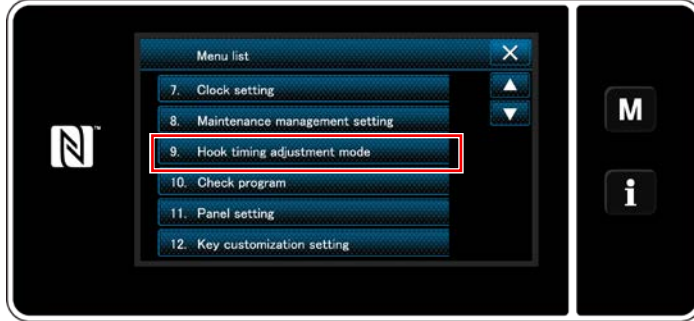 Menu list
7. Clock setting
8. Maintenance management setting
9. Hook timing adjustment mode
10. Check program
11. Panel setting
12. Key customization setting
M
i